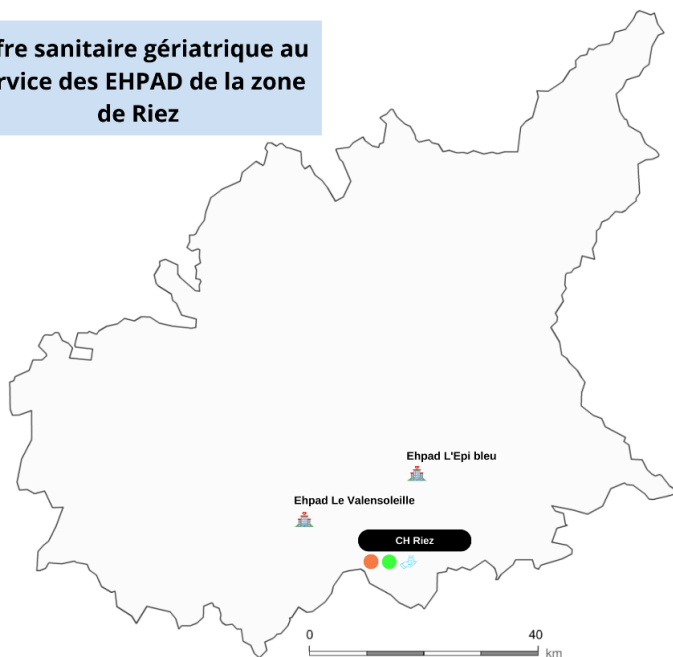 fre sanitaire gériatrique au
rvice des EHPAD de la zone
de Riez
Ehpad L'Epi bleu
Ehpad Le Valensoleille
CH Riez
0 40
km